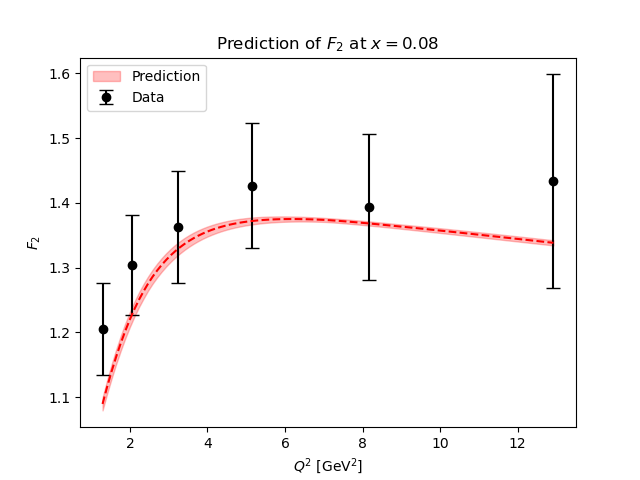 Prediction of F₂ at x = 0.08
Prediction
Data
F₂
1.6
1.5
1.4
1.3
1.2
1.1
2 4 6 8 10 12
Q² [GeV²]